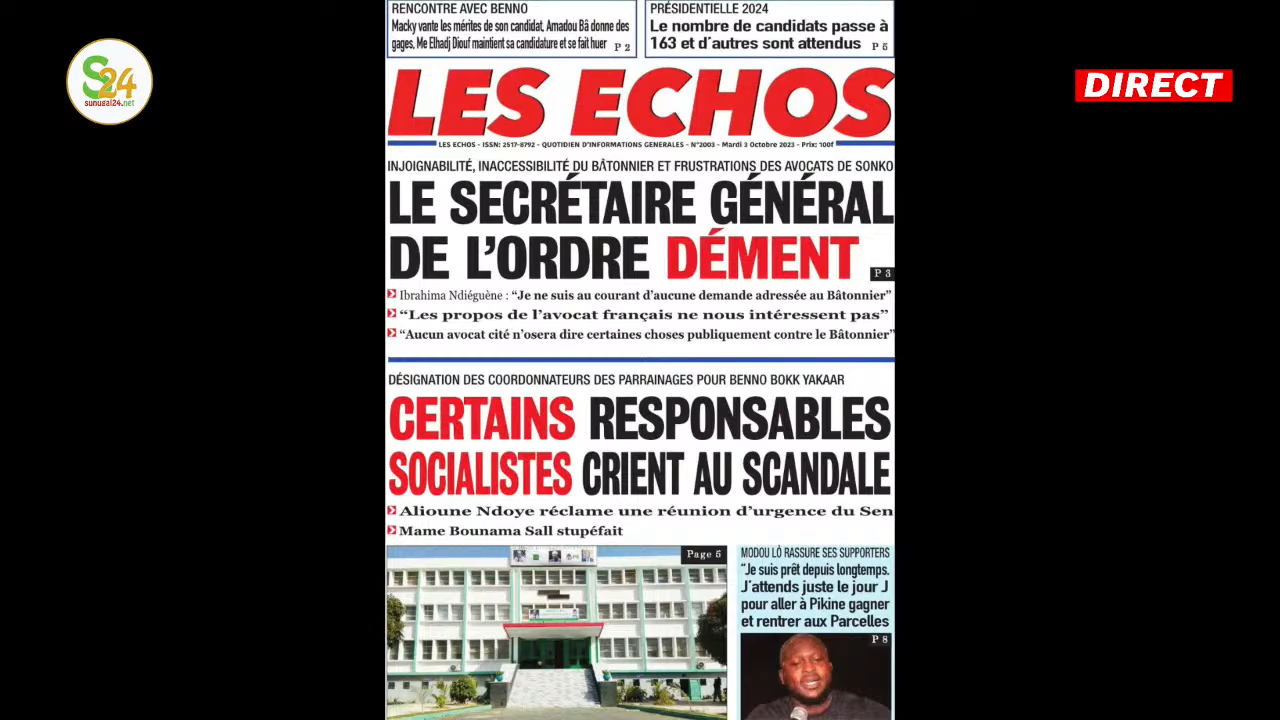 RENCONTRE AVEC BENNO
Macky vante les mérites de son candidat, Amadou Bâ donne des
gages, Me Elhadj Diouf maintient sa candidature et se fait huer P 2
PRÉSIDENTIELLE 2024
Le nombre de candidats passe à
163 et d'autres sont attendus P 5
S24
sunugal24.net
DIRECT
LES ECHOS
LES ECHOS - ISSN: 2517-8792 - QUOTIDIEN D'INFORMATIONS GENERALES - N°2003 - Mardi 3 Octobre 2023 - Prix: 100f
INJOIGNABILITÉ, INACCESSIBILITÉ DU BÂTONNIER ET FRUSTRATIONS DES AVOCATS DE SONKO
LE SECRÉTAIRE GÉNÉRAL
DE L'ORDRE DÉMENT
P 3
Ibrahima Ndiéguène : "Je ne suis au courant d'aucune demande adressée au Bâtonnier"
"Les propos de l'avocat français ne nous intéressent pas"
"Aucun avocat cité n'osera dire certaines choses publiquement contre le Bâtonnier"
DÉSIGNATION DES COORDONNATEURS DES PARRAINAGES POUR BENNO BOKK YAKAAR
CERTAINS RESPONSABLES
SOCIALISTES CRIENT AU SCANDALE
Alioune Ndoye réclame une réunion d'urgence du Sen
Mame Bounama Sall stupéfait
Page 5
MODOU LÔ RASSURE SES SUPPORTERS
"Je suis prêt depuis longtemps.
J'attends juste le jour J
pour aller à Pikine gagner
et rentrer aux Parcelles
P 8